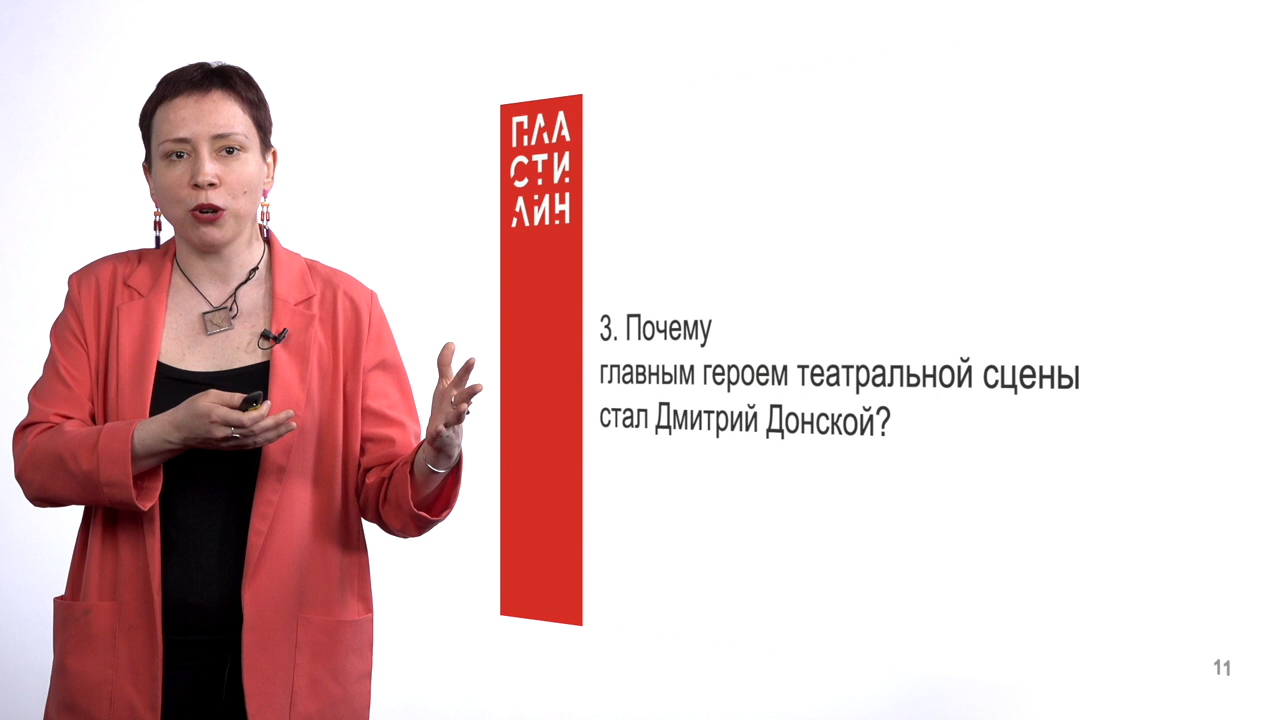 ПЛА
СТИ
ЛИН
3. Почему
главным героем театральной сцены
стал Дмитрий Донской?
11